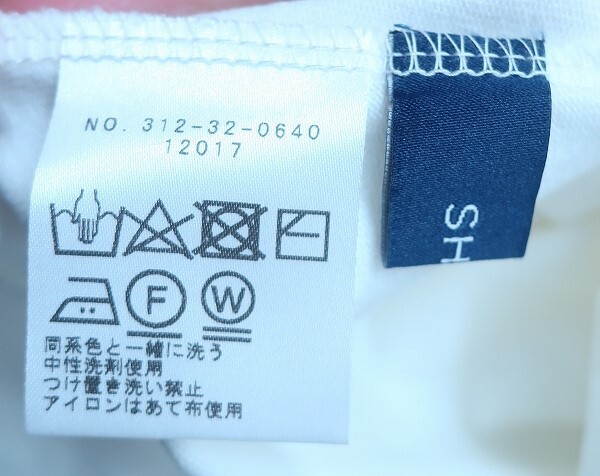 NO. 312-32-0640
12017
F
W
同系色と一緒に洗う
中性洗剤使用
つけ置き洗い禁止
アイロンはあて布使用
SH